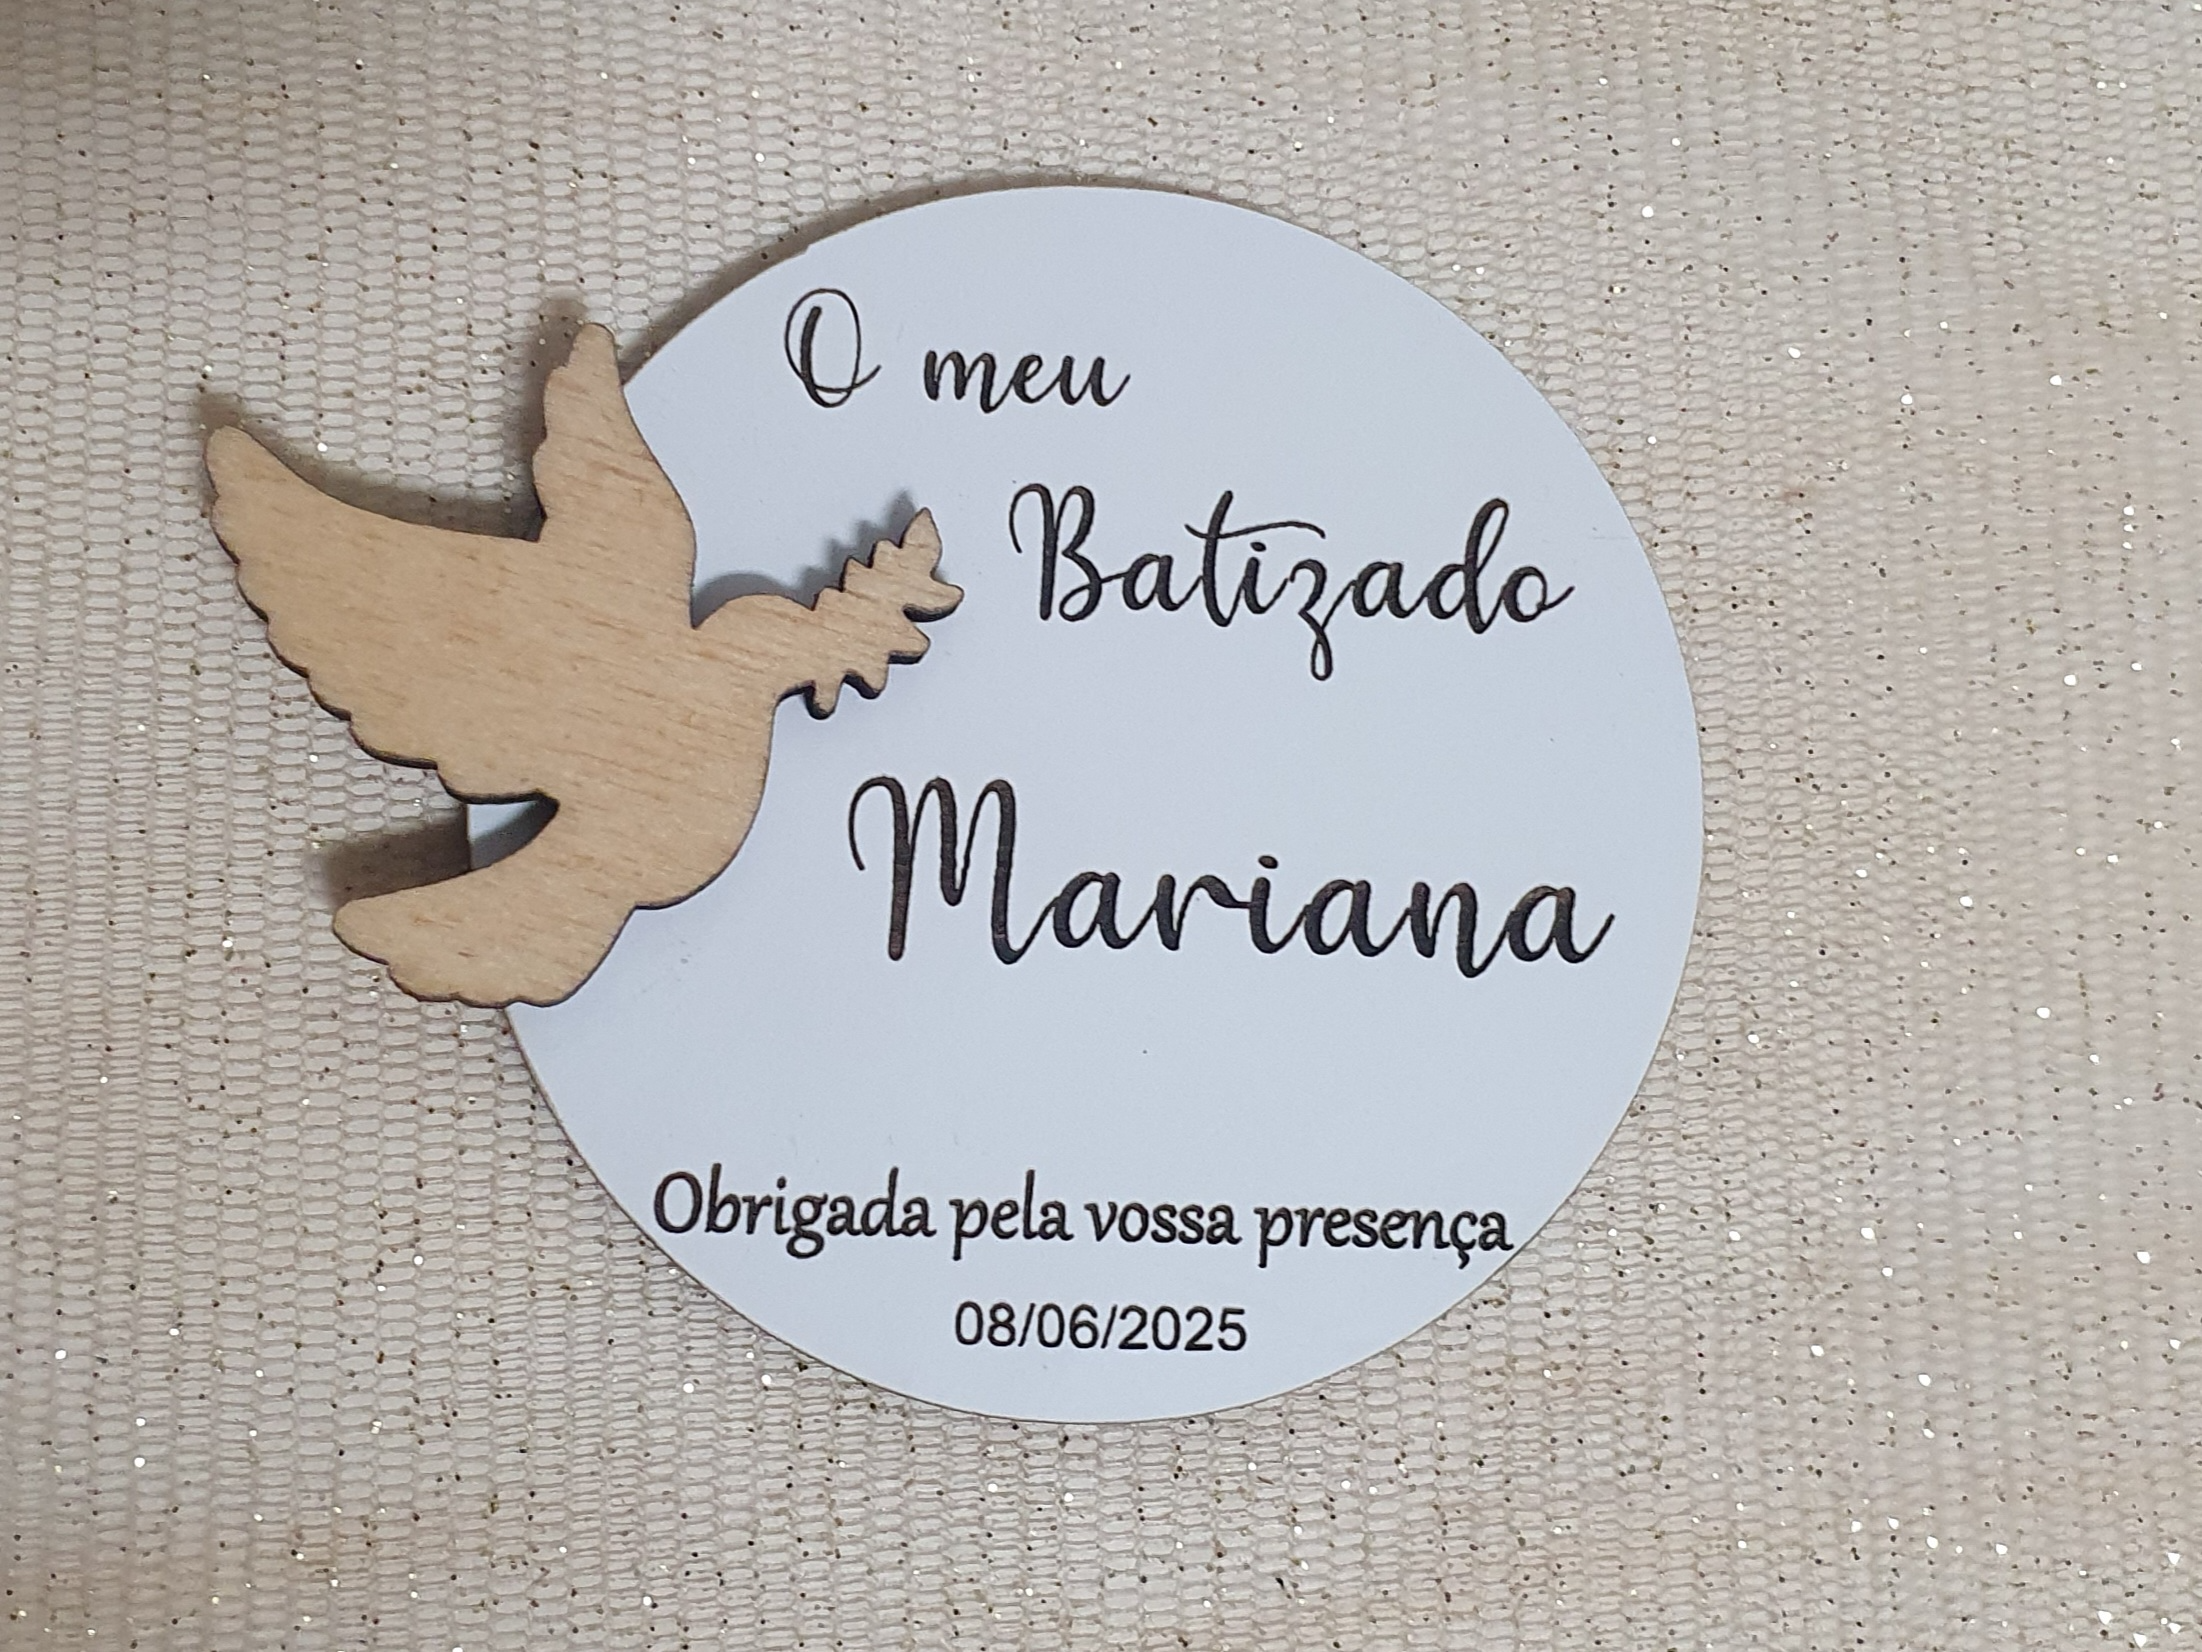 O meu
Batizado
Mariana
Obrigada pela vossa presença
08/06/2025